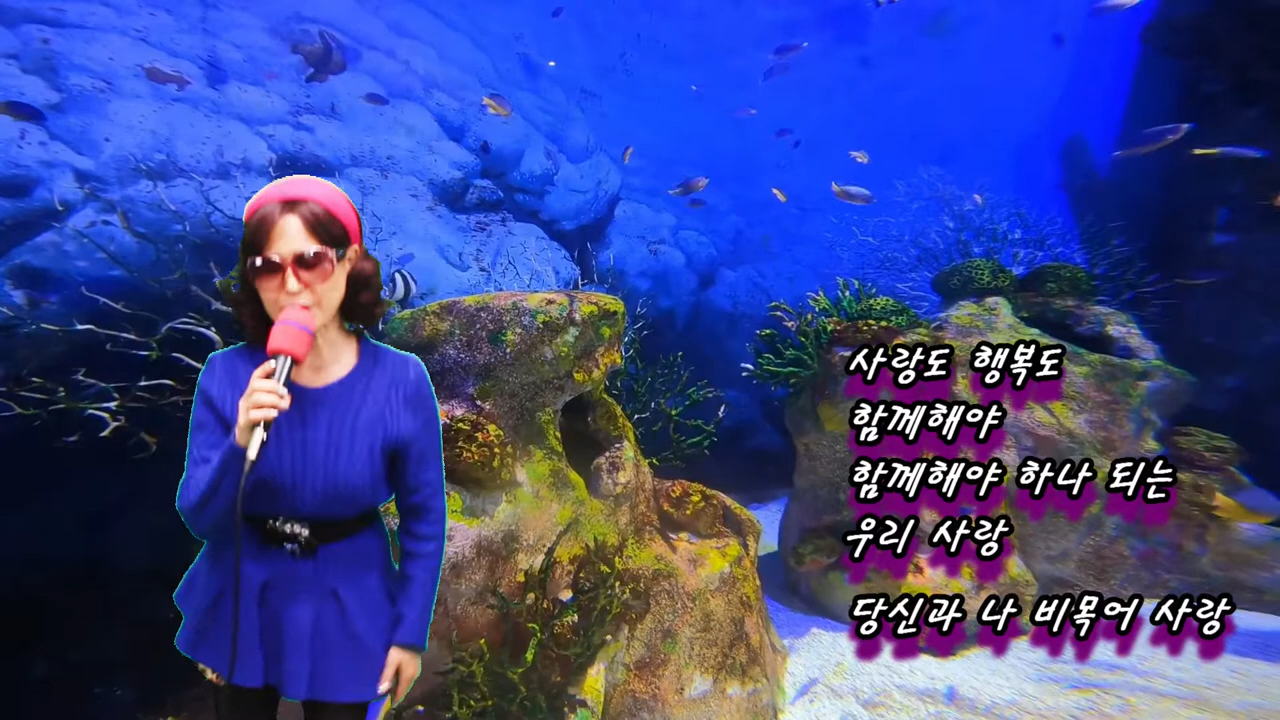 사랑도 행복도
함께해야
함께해야 하나 되는
우리 사랑
당신과 나 비목어 사랑